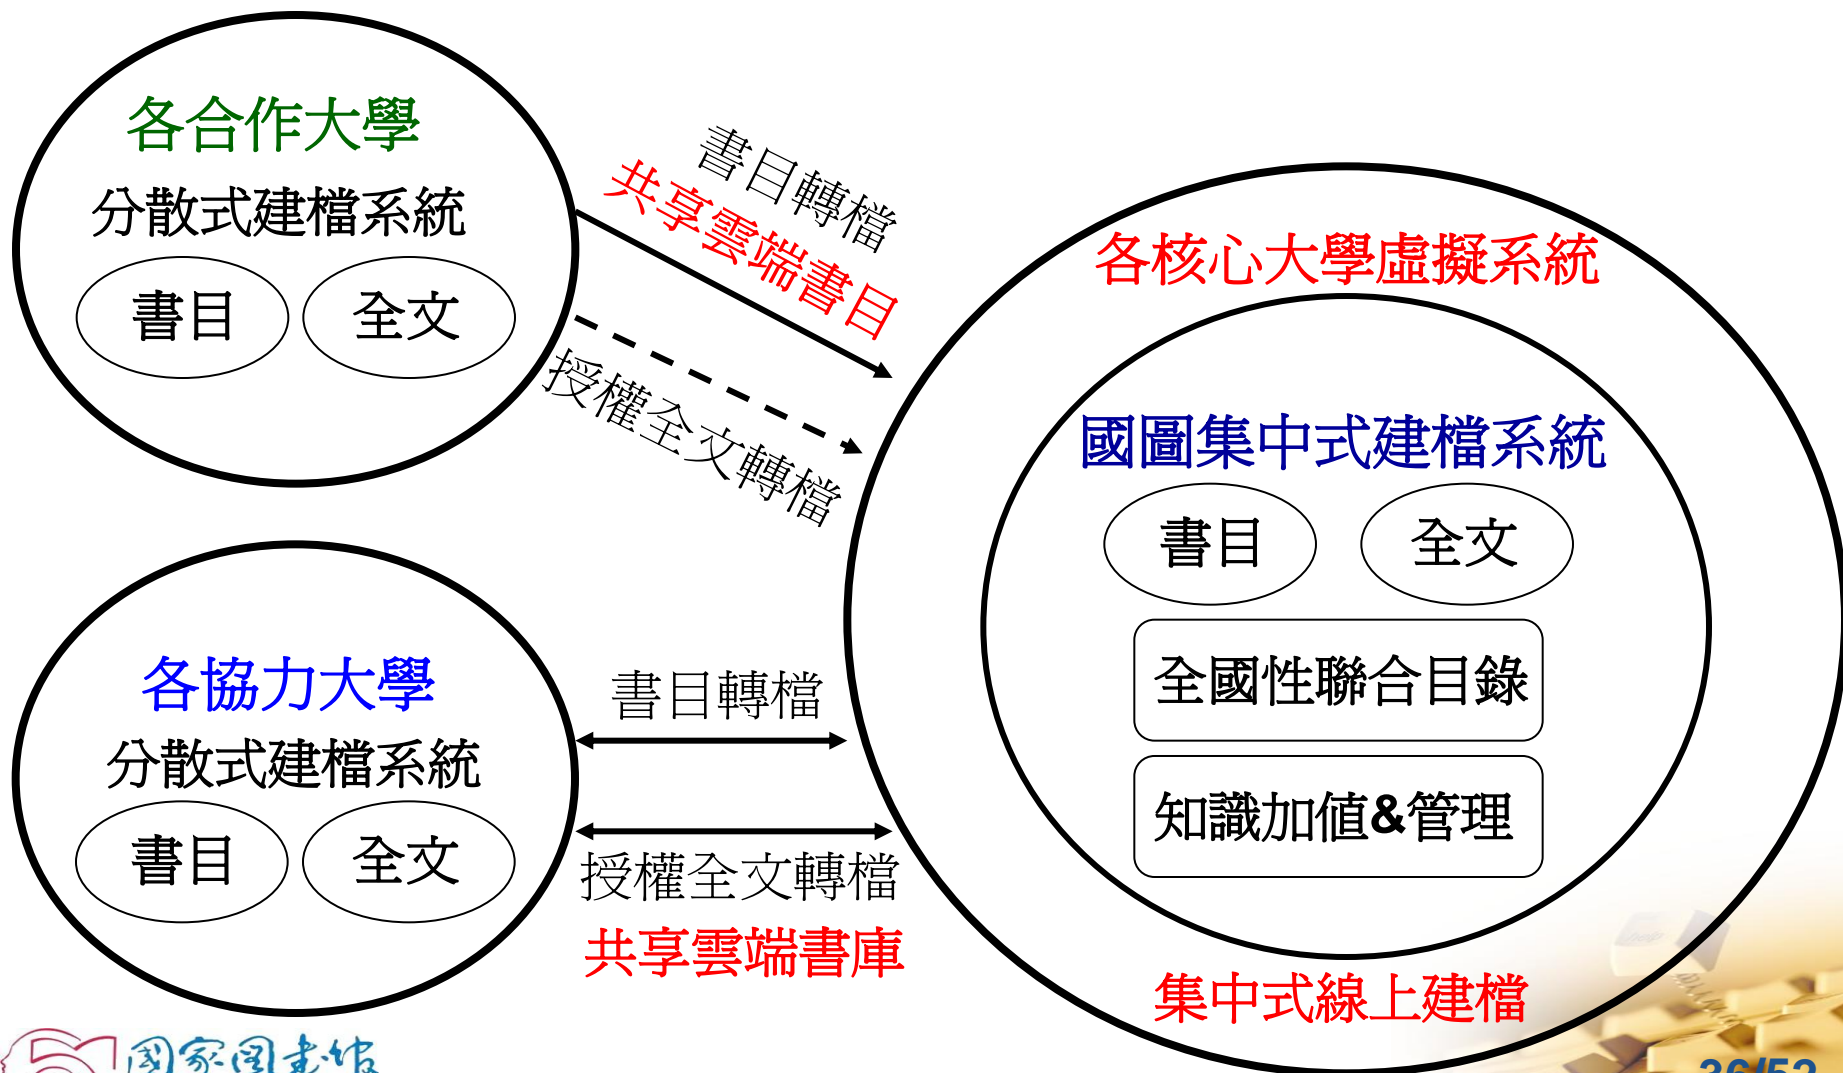 各合作大學
分散式建檔系統
書目
全文
書目轉檔
共享雲端書目
授權全文轉檔
各協力大學
分散式建檔系統
書目
全文
書目轉檔
授權全文轉檔
共享雲端書庫
各核心大學虛擬系統
國圖集中式建檔系統
書目
全文
全國性聯合目錄
知識加值&管理
集中式線上建檔
國家圖書館
36/52